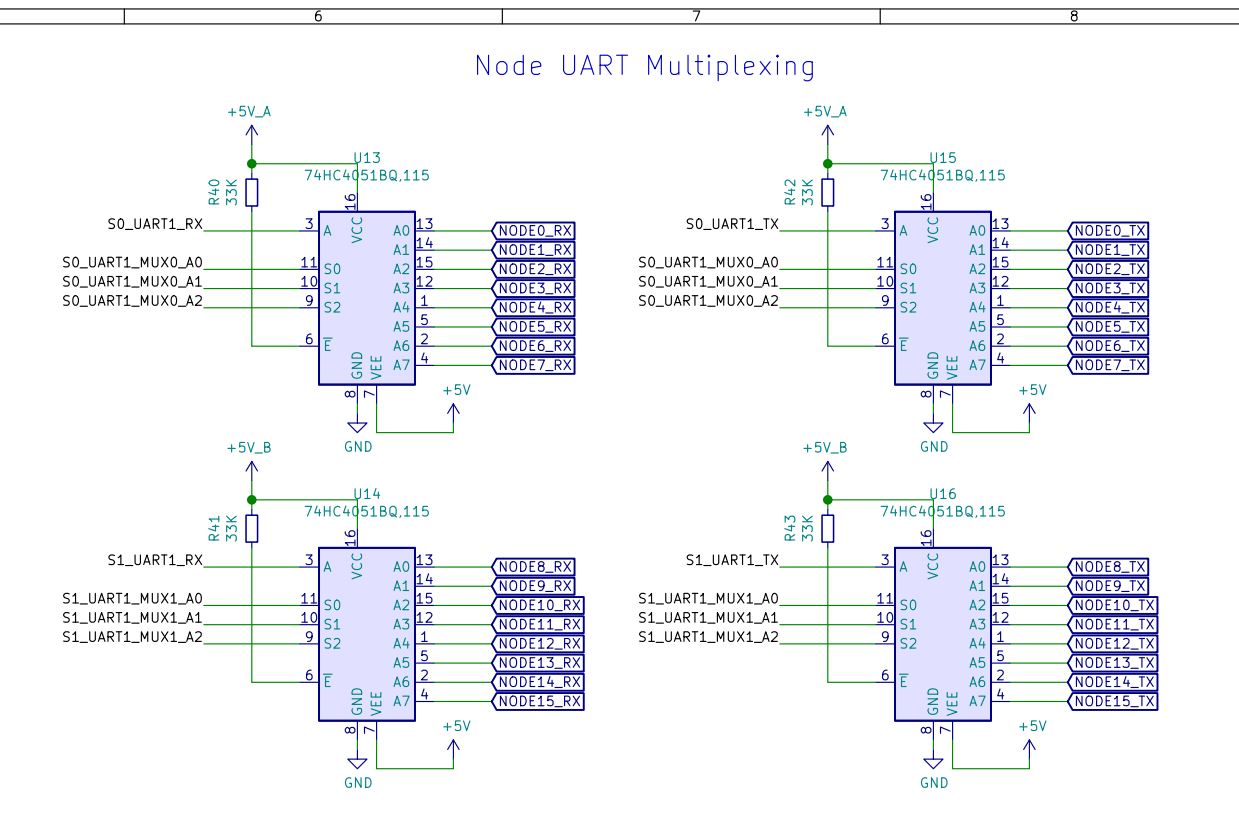 6 7 8
Node UART Multiplexing
+5V_A
U13
74HC4051BQ,115
R40
33K
16
VCC
S0_UART1_RX 3 A A0 13 NODE0_RX
A1 14 NODE1_RX
S0_UART1_MUX0_A0 11 S0 A2 15 NODE2_RX
S0_UART1_MUX0_A1 10 S1 A3 12 NODE3_RX
S0_UART1_MUX0_A2 9 S2 A4 1 NODE4_RX
A5 5 NODE5_RX
6 E A6 2 NODE6_RX
A7 4 NODE7_RX
GND VEE
8 7
+5V
GND
+5V_A
U15
74HC4051BQ,115
R42
33K
16
VCC
S0_UART1_TX 3 A A0 13 NODE0_TX
A1 14 NODE1_TX
S0_UART1_MUX0_A0 11 S0 A2 15 NODE2_TX
S0_UART1_MUX0_A1 10 S1 A3 12 NODE3_TX
S0_UART1_MUX0_A2 9 S2 A4 1 NODE4_TX
A5 5 NODE5_TX
6 E A6 2 NODE6_TX
A7 4 NODE7_TX
GND VEE
8 7
+5V
GND
+5V_B
U14
74HC4051BQ,115
R41
33K
16
VCC
S1_UART1_RX 3 A A0 13 NODE8_RX
A1 14 NODE9_RX
S1_UART1_MUX1_A0 11 S0 A2 15 NODE10_RX
S1_UART1_MUX1_A1 10 S1 A3 12 NODE11_RX
S1_UART1_MUX1_A2 9 S2 A4 1 NODE12_RX
A5 5 NODE13_RX
6 E A6 2 NODE14_RX
A7 4 NODE15_RX
GND VEE
8 7
+5V
GND
+5V_B
U16
74HC4051BQ,115
R43
33K
16
VCC
S1_UART1_TX 3 A A0 13 NODE8_TX
A1 14 NODE9_TX
S1_UART1_MUX1_A0 11 S0 A2 15 NODE10_TX
S1_UART1_MUX1_A1 10 S1 A3 12 NODE11_TX
S1_UART1_MUX1_A2 9 S2 A4 1 NODE12_TX
A5 5 NODE13_TX
6 E A6 2 NODE14_TX
A7 4 NODE15_TX
GND VEE
8 7
+5V
GND